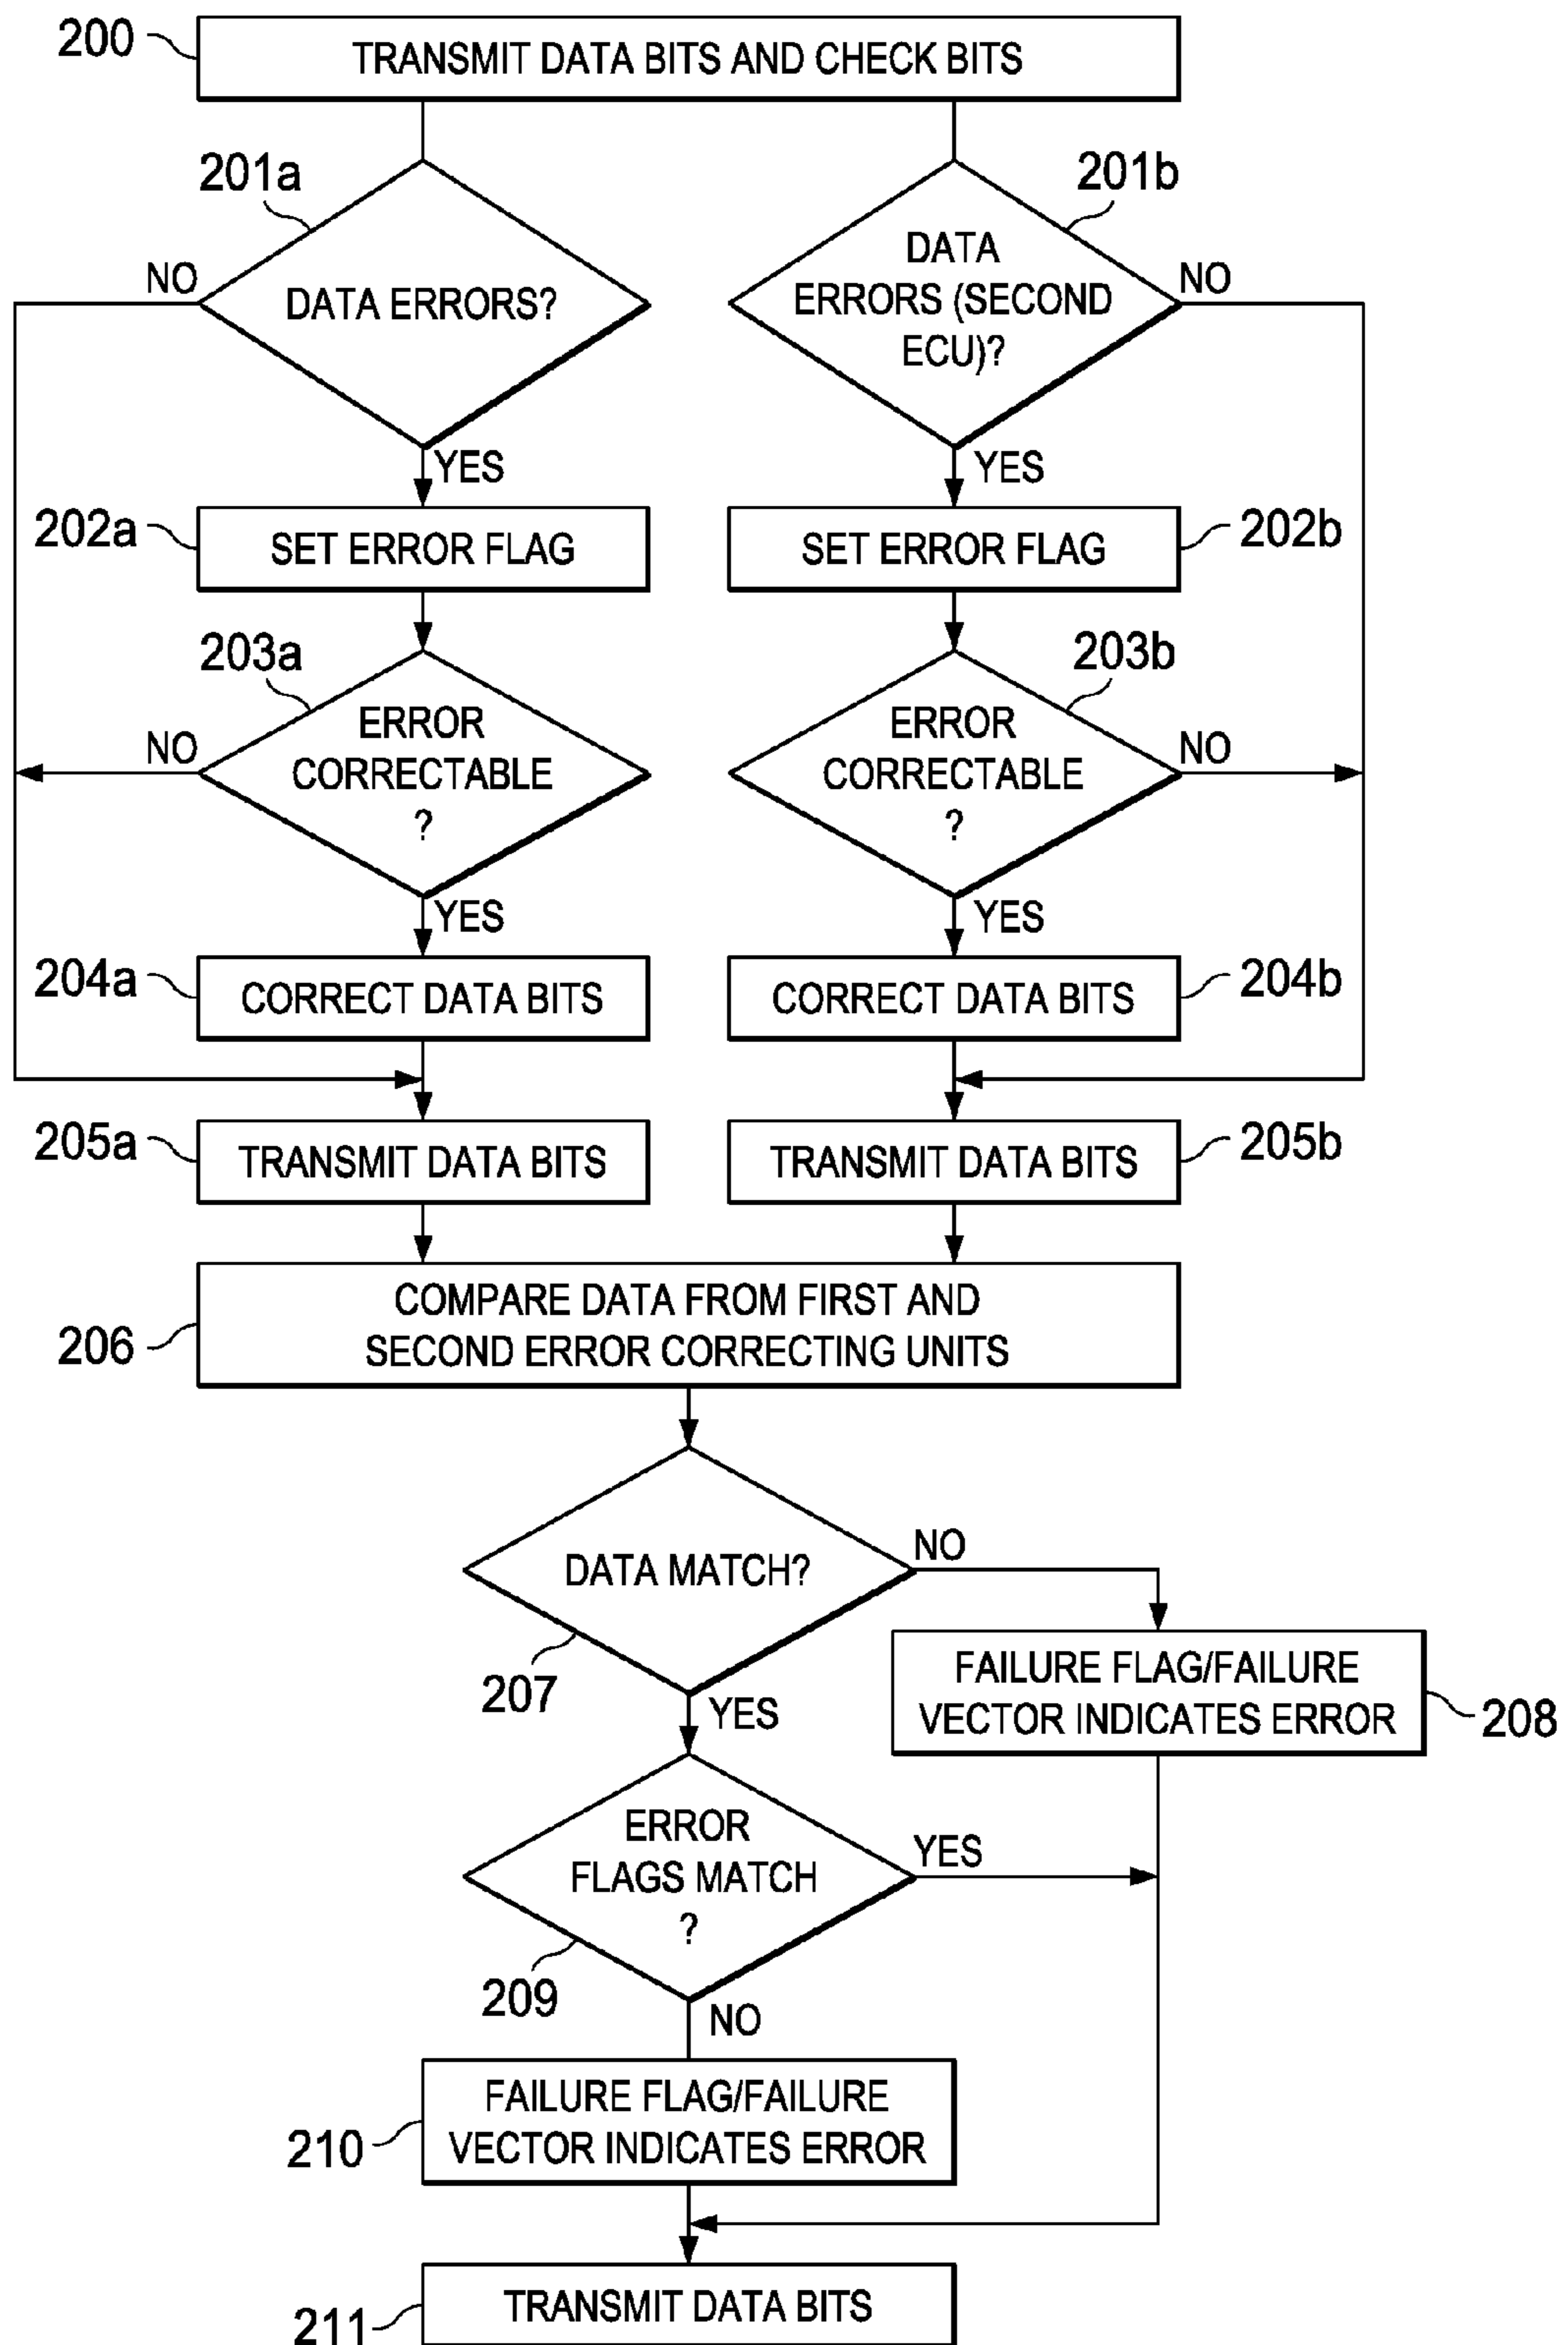 200
TRANSMIT DATA BITS AND CHECK BITS
201a
201b
NO
DATA ERRORS?
DATA
ERRORS (SECOND
ECU)?
NO
YES
YES
202a
SET ERROR FLAG
SET ERROR FLAG
202b
203a
203b
NO
ERROR
CORRECTABLE
?
ERROR
CORRECTABLE
?
NO
YES
YES
204a
CORRECT DATA BITS
CORRECT DATA BITS
204b
205a
TRANSMIT DATA BITS
TRANSMIT DATA BITS
205b
206
COMPARE DATA FROM FIRST AND
SECOND ERROR CORRECTING UNITS
DATA MATCH?
NO
207
YES
FAILURE FLAG/FAILURE
VECTOR INDICATES ERROR
208
ERROR
FLAGS MATCH
?
YES
209
NO
210
FAILURE FLAG/FAILURE
VECTOR INDICATES ERROR
211
TRANSMIT DATA BITS